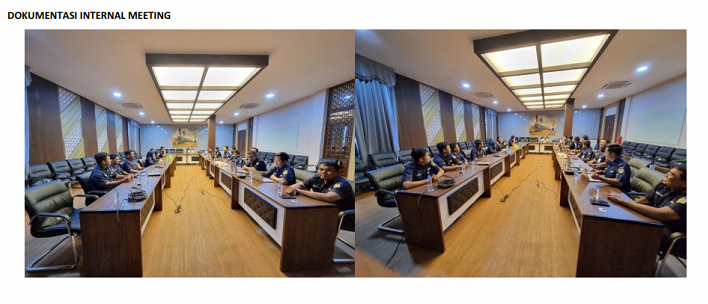 DOKUMENTASI INTERNAL MEETING